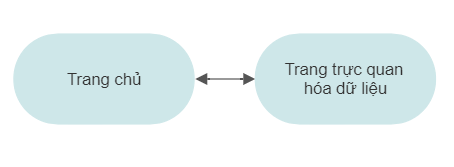 Trang chủ
Trang trực quan
hóa dữ liệu